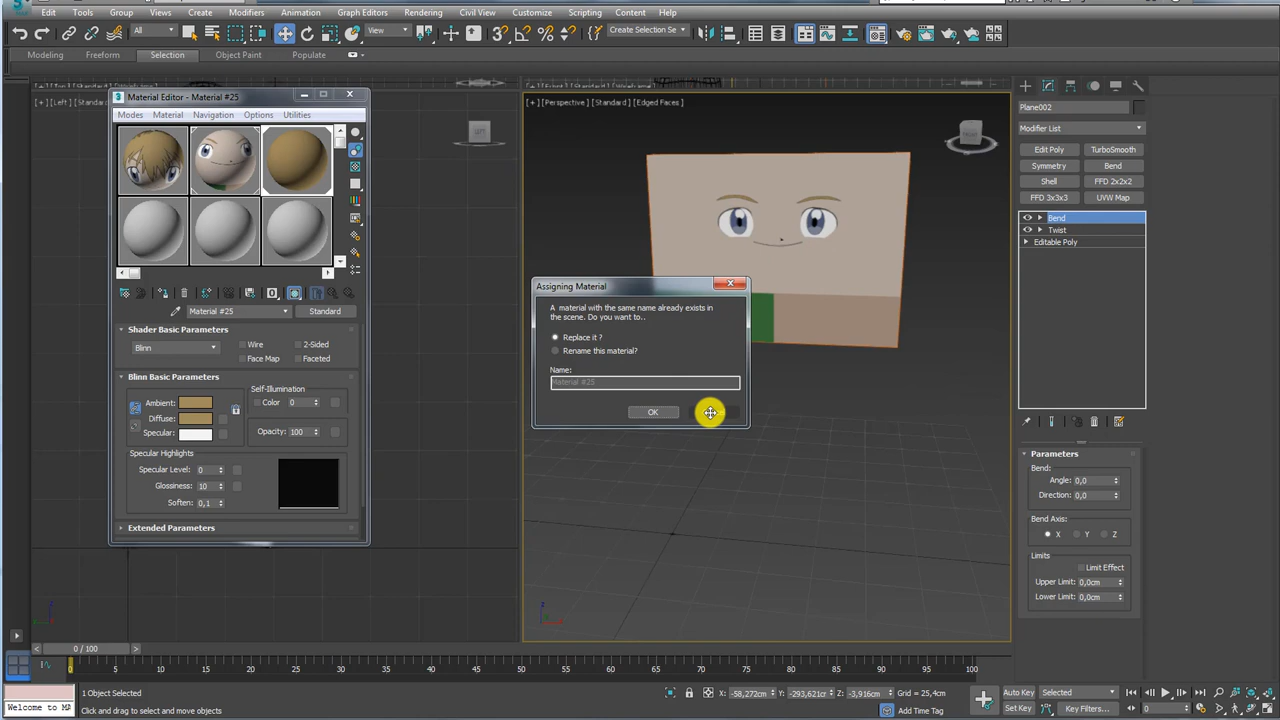 Edit Tools Group Views Create Modifiers Animation Graph Editors Rendering Civil View Customize Scripting Content Help
All View Create Selection Se
Modeling Freeform Selection Object Paint Populate
Material Editor - Material #25
Modes Material Navigation Options Utilities
Material #25 Standard
Shader Basic Parameters
Blinn Wire 2-Sided
Face Map Faceted
Blinn Basic Parameters
Self-Illumination
Ambient: Color 0
Diffuse:
Specular: Opacity: 100
Specular Highlights
Specular Level: 0
Glossiness: 10
Soften: 0,1
Extended Parameters
[+] [Perspective] [Standard] [Edged Faces]
Assigning Material
A material with the same name already exists in
the scene. Do you want to..
Replace it ?
Rename this material?
Name:
Material #25
OK
Plane002
Modifier List
Edit Poly TurboSmooth
Symmetry Bend
Shell FFD 2x2x2
FFD 3x3x3 UVW Map
Bend
Twist
Editable Poly
Parameters
Bend:
Angle: 0,0
Direction: 0,0
Bend Axis:
X Y Z
Limits
Limit Effect
Upper Limit: 0,0cm
Lower Limit: 0,0cm
0 / 100
0 5 10 15 20 25 30 35 40 45 50 55 60 65 70 75 80 85 90 95 100
1 Object Selected X: -58,272cm Y: -293,621cm Z: -3,916cm Grid = 25,4cm Auto Key Selected
Welcome to MA Click and drag to select and move objects Add Time Tag Set Key Key Filters... 0